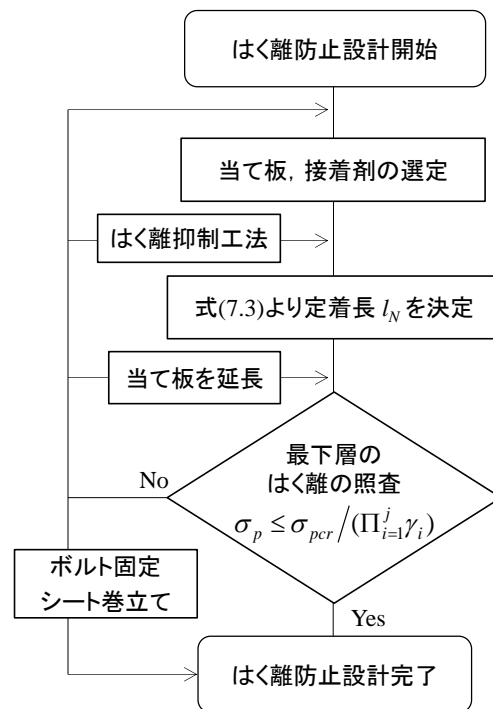 はく離防止設計開始
当て板，接着剤の選定
はく離抑制工法
式(7.3)より定着長 l_N を決定
当て板を延長
最下層の
はく離の照査
σ_p ≤ σ_pcr/(Π_{i=1}^{j} γ_i)
No
ボルト固定
シート巻立て
Yes
はく離防止設計完了